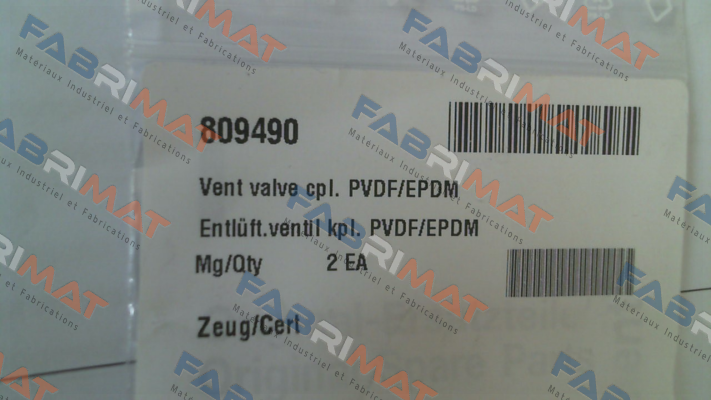 809490
Vent valve cpl. PVDF/EPDM
Entlüft.ventil kpl. PVDF/EPDM
Mg/Qty 2 EA
Zeug/Cert
FABRIMAT
Materiaux Industriel et Fabrications